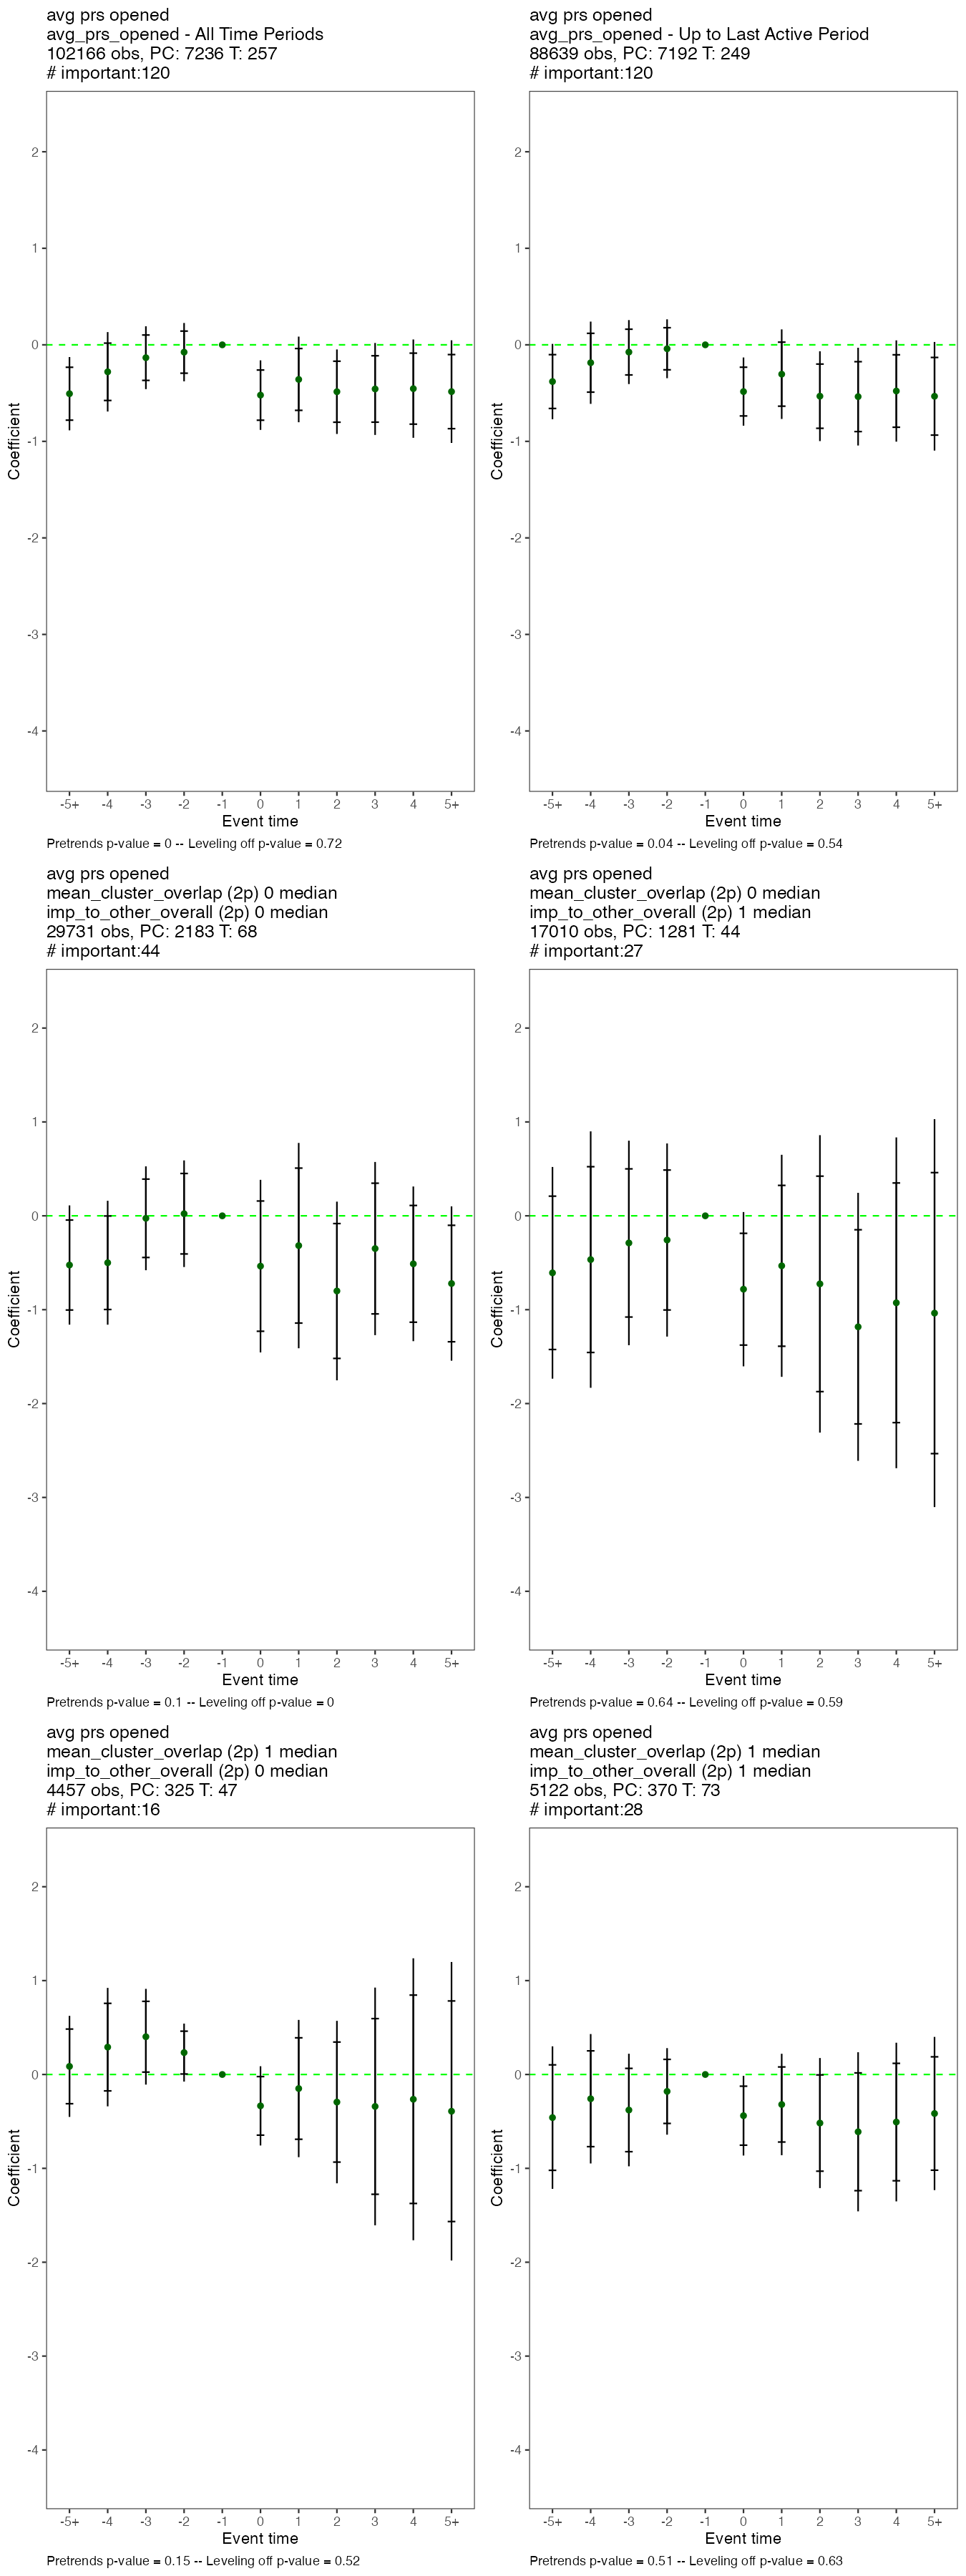 avg prs opened
avg_prs_opened - All Time Periods
102166 obs, PC: 7236 T: 257
# important:120
2
1
0
-1
-2
-3
-4
Coefficient
-5+ -4 -3 -2 -1 0 1 2 3 4 5+
Event time
Pretrends p-value = 0 -- Leveling off p-value = 0.72
avg prs opened
avg_prs_opened - Up to Last Active Period
88639 obs, PC: 7192 T: 249
# important:120
2
1
0
-1
-2
-3
-4
Coefficient
-5+ -4 -3 -2 -1 0 1 2 3 4 5+
Event time
Pretrends p-value = 0.04 -- Leveling off p-value = 0.54
avg prs opened
mean_cluster_overlap (2p) 0 median
imp_to_other_overall (2p) 0 median
29731 obs, PC: 2183 T: 68
# important:44
2
1
0
-1
-2
-3
-4
Coefficient
-5+ -4 -3 -2 -1 0 1 2 3 4 5+
Event time
Pretrends p-value = 0.1 -- Leveling off p-value = 0
avg prs opened
mean_cluster_overlap (2p) 0 median
imp_to_other_overall (2p) 1 median
17010 obs, PC: 1281 T: 44
# important:27
2
1
0
-1
-2
-3
-4
Coefficient
-5+ -4 -3 -2 -1 0 1 2 3 4 5+
Event time
Pretrends p-value = 0.64 -- Leveling off p-value = 0.59
avg prs opened
mean_cluster_overlap (2p) 1 median
imp_to_other_overall (2p) 0 median
4457 obs, PC: 325 T: 47
# important:16
2
1
0
-1
-2
-3
-4
Coefficient
-5+ -4 -3 -2 -1 0 1 2 3 4 5+
Event time
Pretrends p-value = 0.15 -- Leveling off p-value = 0.52
avg prs opened
mean_cluster_overlap (2p) 1 median
imp_to_other_overall (2p) 1 median
5122 obs, PC: 370 T: 73
# important:28
2
1
0
-1
-2
-3
-4
Coefficient
-5+ -4 -3 -2 -1 0 1 2 3 4 5+
Event time
Pretrends p-value = 0.51 -- Leveling off p-value = 0.63